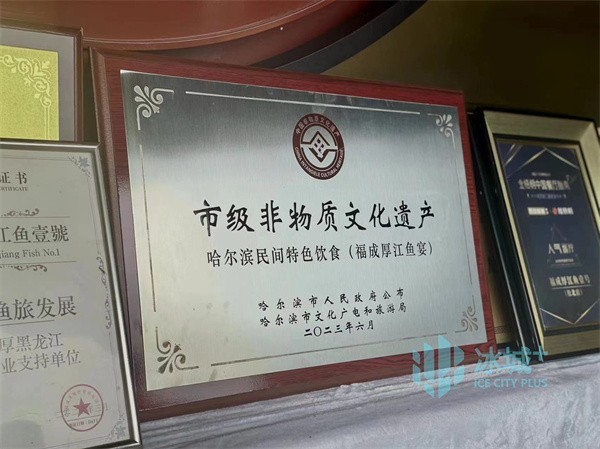 证书
江鱼壹號
jiang Fish No.1
鱼旅发展
厚黑龙江
业支持单位
市级非物质文化遗产
哈尔滨民间特色饮食（福成厚江鱼宴）
哈尔滨市人民政府公布
哈尔滨市文化广电和旅游局
二〇二三年六月
人气餐厅
冰城+
ICE CITY PLUS